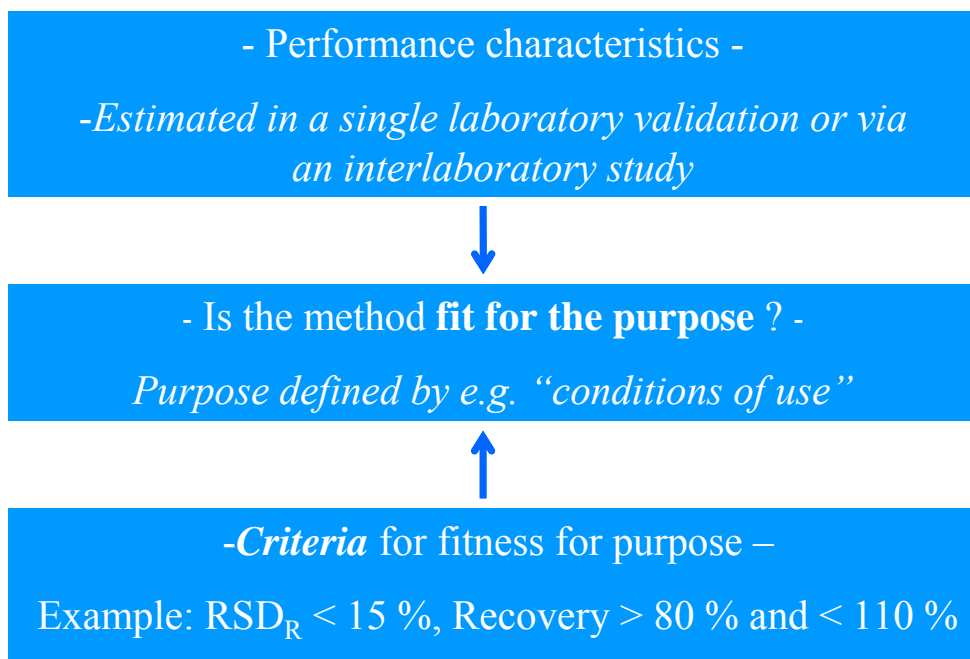 - Performance characteristics -
-Estimated in a single laboratory validation or via
an interlaboratory study
- Is the method fit for the purpose ? -
Purpose defined by e.g. “conditions of use”
-Criteria for fitness for purpose –
Example: RSD_R < 15 %, Recovery > 80 % and < 110 %